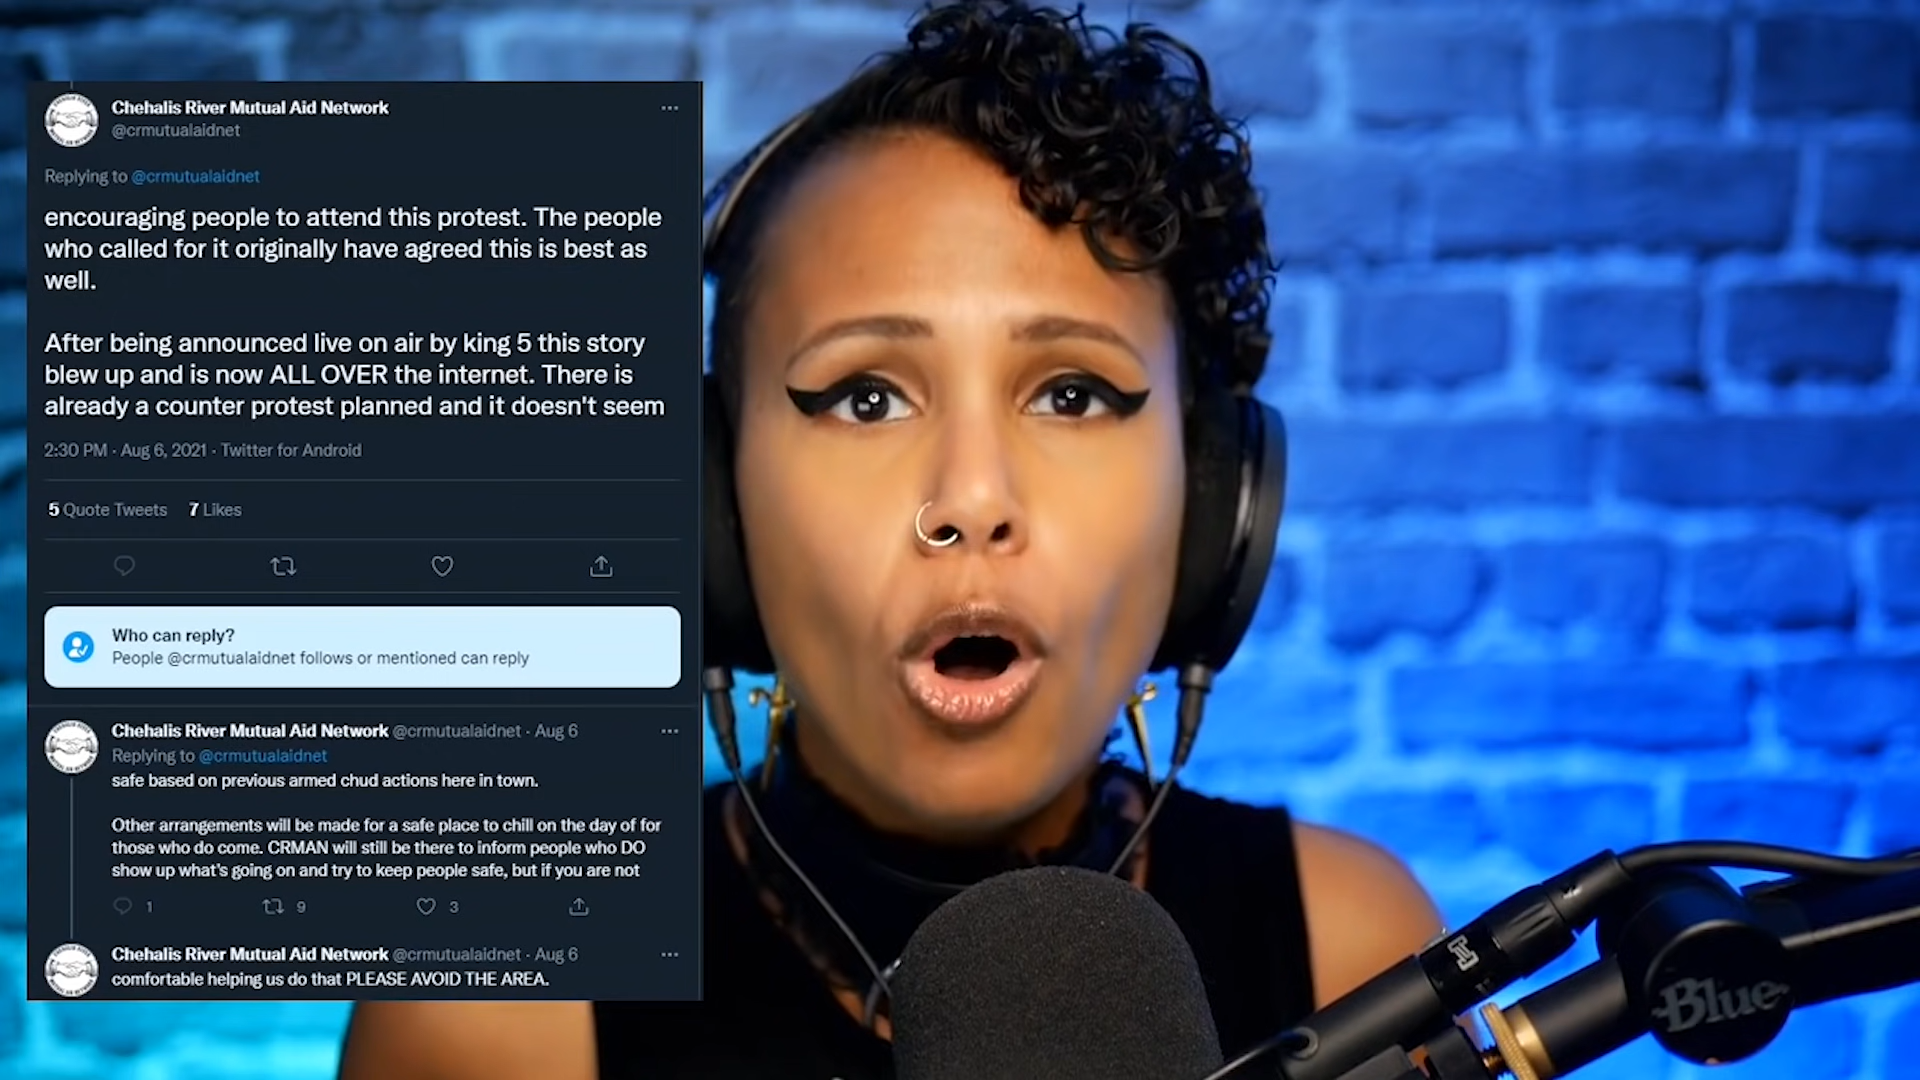 Chehalis River Mutual Aid Network
@crmutualaidnet
Replying to @crmutualaidnet
encouraging people to attend this protest. The people
who called for it originally have agreed this is best as
well.
After being announced live on air by king 5 this story
blew up and is now ALL OVER the internet. There is
already a counter protest planned and it doesn't seem
2:30 PM · Aug 6, 2021 · Twitter for Android
5 Quote Tweets 7 Likes
Who can reply?
People @crmutualaidnet follows or mentioned can reply
Chehalis River Mutual Aid Network @crmutualaidnet · Aug 6
Replying to @crmutualaidnet
safe based on previous armed chud actions here in town.
Other arrangements will be made for a safe place to chill on the day of for
those who do come. CRMAN will still be there to inform people who DO
show up what's going on and try to keep people safe, but if you are not
1 9 3
Chehalis River Mutual Aid Network @crmutualaidnet · Aug 6
comfortable helping us do that PLEASE AVOID THE AREA.
Blue